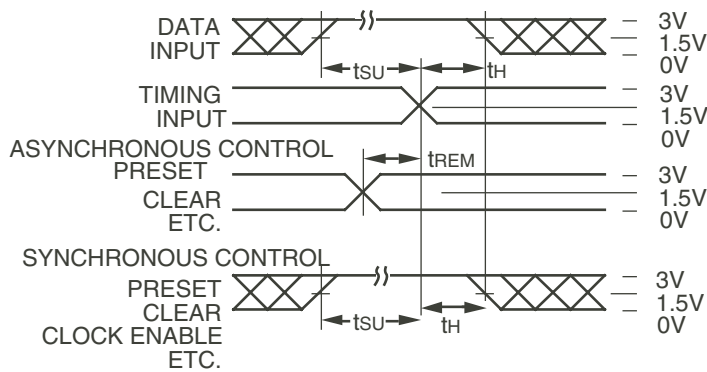 DATA
INPUT
3V
1.5V
0V
tSU
tH
TIMING
INPUT
3V
1.5V
0V
ASYNCHRONOUS CONTROL
PRESET
CLEAR
ETC.
tREM
3V
1.5V
0V
SYNCHRONOUS CONTROL
PRESET
CLEAR
CLOCK ENABLE
ETC.
tSU
tH
3V
1.5V
0V